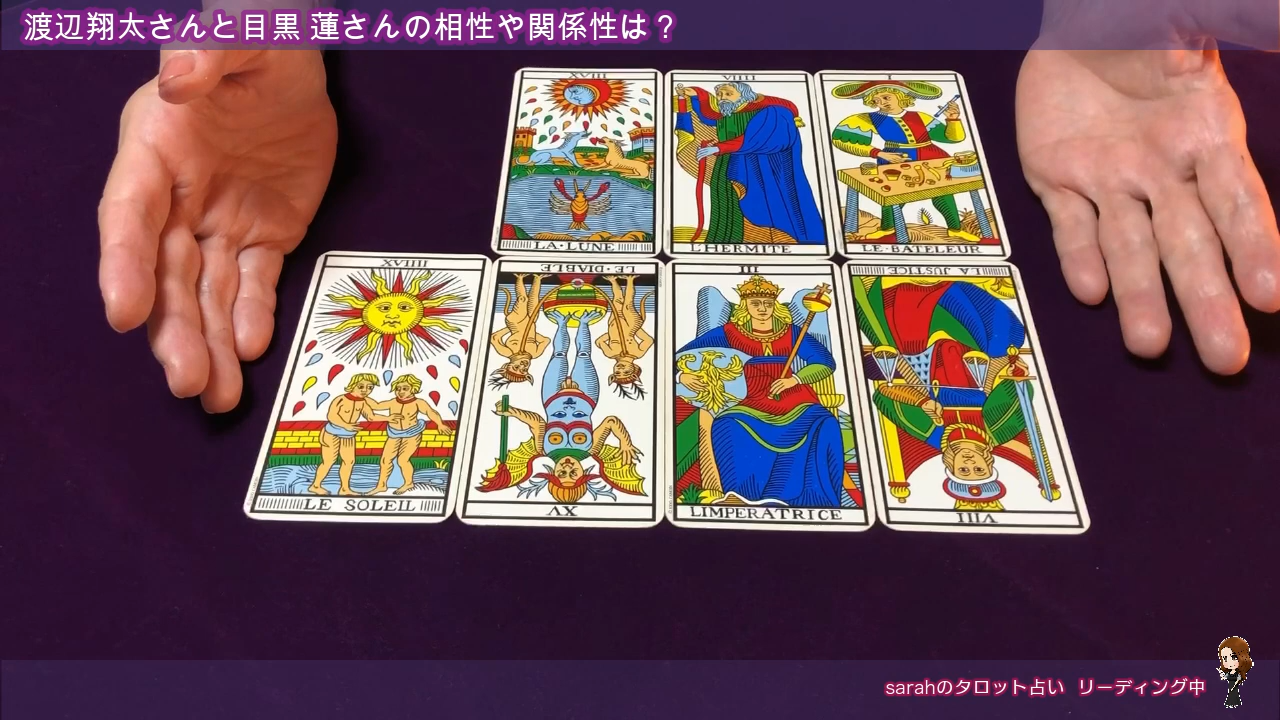 渡辺翔太さんと目黒 蓮さんの相性や関係性は？
XVIII
VIIII
I
LA·LUNE
L'HERMITE
LE·BATELEUR
XVIIII
LE·DIABLE
III
LA JUSTICE
LE SOLEIL
XV
L'IMPERATRICE
VIII
sarahのタロット占い リーディング中